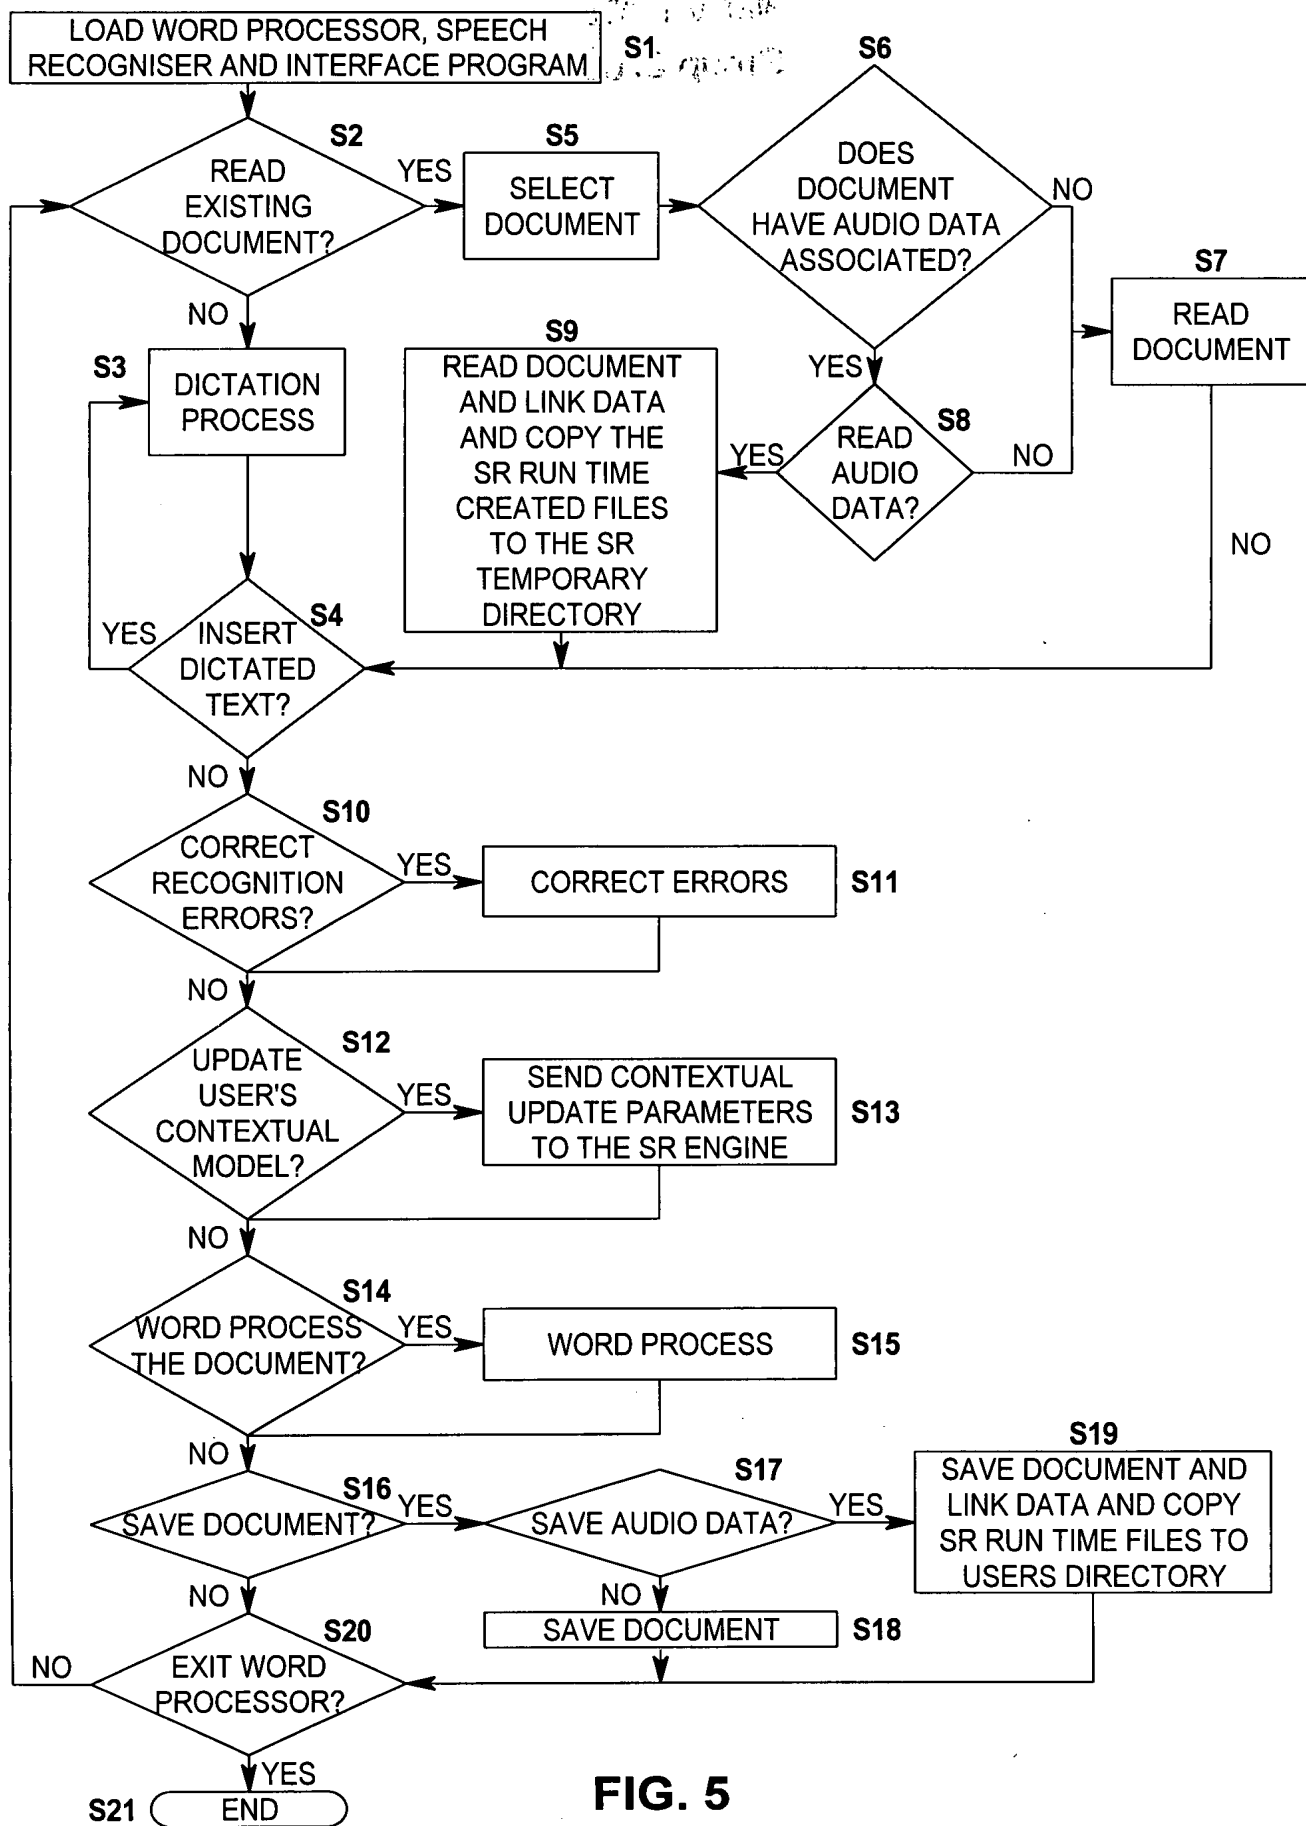 LOAD WORD PROCESSOR, SPEECH
RECOGNISER AND INTERFACE PROGRAM
S1
S2
READ
EXISTING
DOCUMENT?
YES
NO
S5
SELECT
DOCUMENT
S6
DOES
DOCUMENT
HAVE AUDIO DATA
ASSOCIATED?
NO
YES
S7
READ
DOCUMENT
NO
S8
READ
AUDIO
DATA?
YES
NO
S9
READ DOCUMENT
AND LINK DATA
AND COPY THE
SR RUN TIME
CREATED FILES
TO THE SR
TEMPORARY
DIRECTORY
S3
DICTATION
PROCESS
S4
INSERT
DICTATED
TEXT?
YES
NO
S10
CORRECT
RECOGNITION
ERRORS?
YES
CORRECT ERRORS
S11
NO
S12
UPDATE
USER'S
CONTEXTUAL
MODEL?
YES
SEND CONTEXTUAL
UPDATE PARAMETERS
TO THE SR ENGINE
S13
NO
S14
WORD PROCESS
THE DOCUMENT?
YES
WORD PROCESS
S15
NO
S16
SAVE DOCUMENT?
YES
S17
SAVE AUDIO DATA?
YES
S19
SAVE DOCUMENT AND
LINK DATA AND COPY
SR RUN TIME FILES TO
USERS DIRECTORY
NO
SAVE DOCUMENT
S18
NO
S20
EXIT WORD
PROCESSOR?
NO
YES
S21
END
FIG. 5